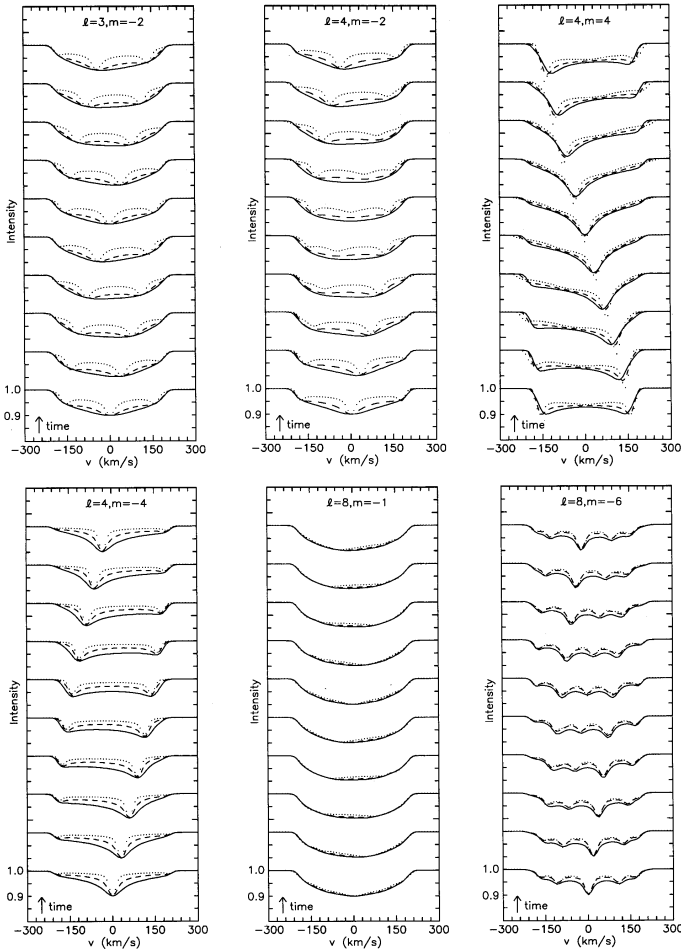 ℓ=3,m=−2
Intensity
1.0
0.9
↑ time
−300 −150 0 150 300
v (km/s)
ℓ=4,m=−2
Intensity
1.0
0.9
↑ time
−300 −150 0 150 300
v (km/s)
ℓ=4,m=4
Intensity
1.0
0.9
↑ time
−300 −150 0 150 300
v (km/s)
ℓ=4,m=−4
Intensity
1.0
0.9
↑ time
−300 −150 0 150 300
v (km/s)
ℓ=8,m=−1
Intensity
1.0
0.9
↑ time
−300 −150 0 150 300
v (km/s)
ℓ=8,m=−6
Intensity
1.0
0.9
↑ time
−300 −150 0 150 300
v (km/s)